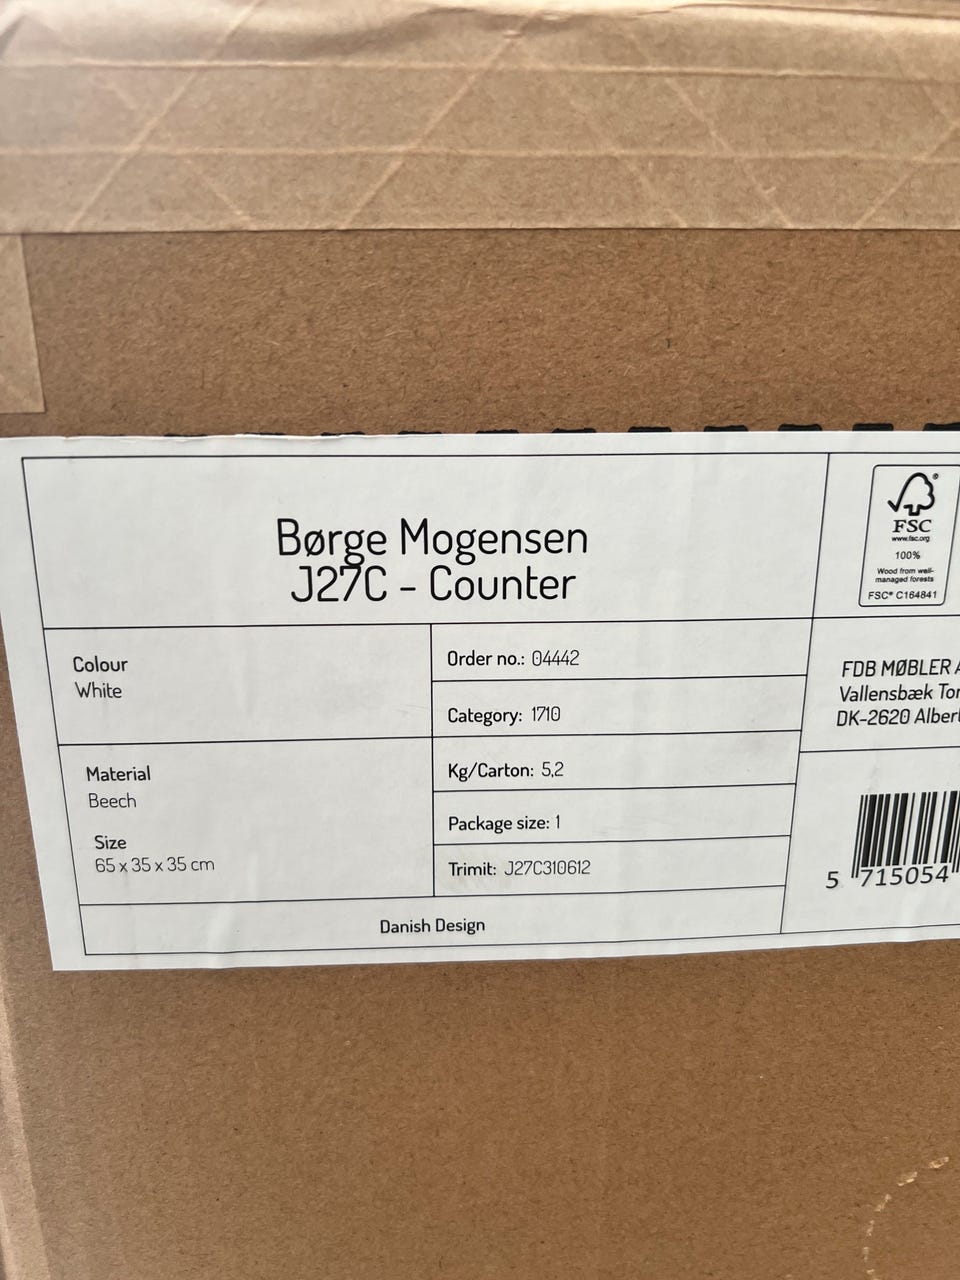 Børge Mogensen
J27C - Counter
FSC
www.fsc.org
100%
Wood from well-
managed forests
FSC® C164841
Colour
White
Material
Beech
Size
65 x 35 x 35 cm
Order no.: 04442
Category: 1710
Kg/Carton: 5,2
Package size: 1
Trimit: J27C310612
FDB MØBLER
Vallensbæk
DK-2620
5 715054
Danish Design